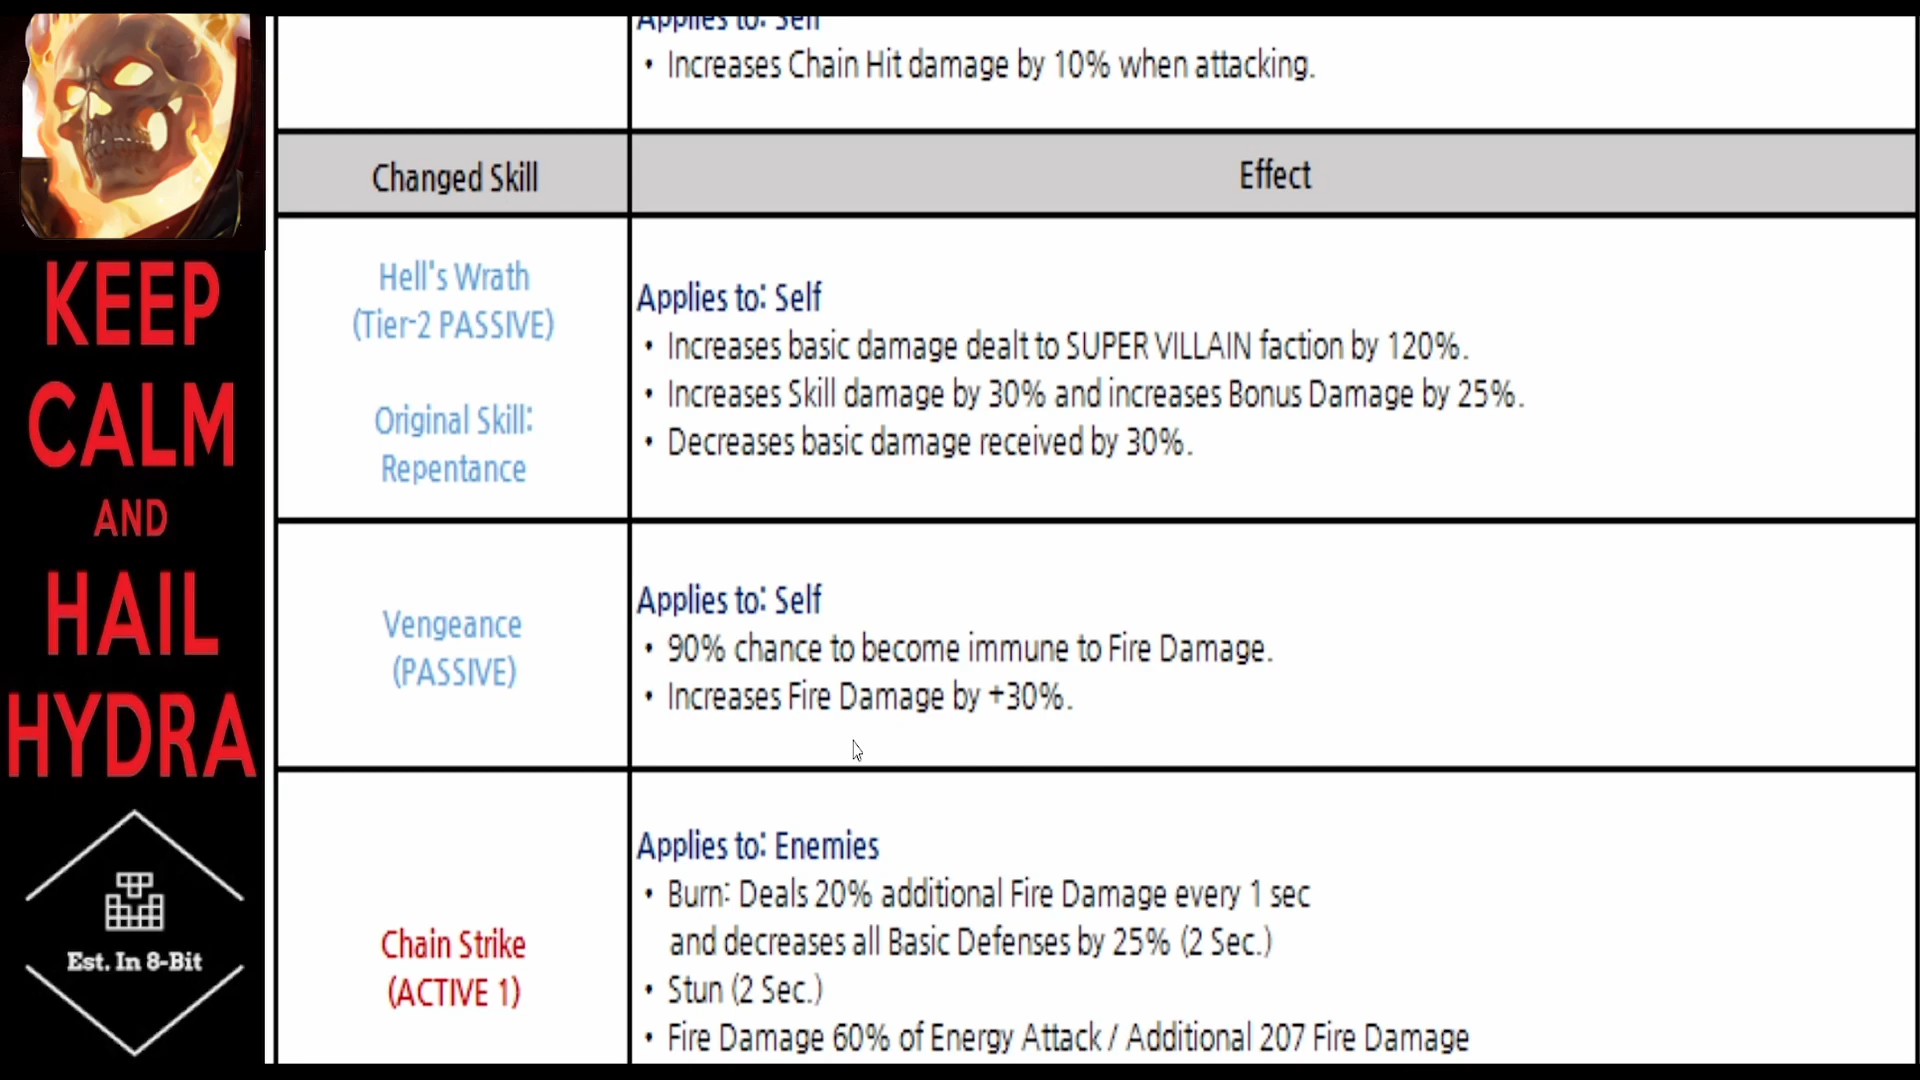 Applies to: Self
• Increases Chain Hit damage by 10% when attacking.
Changed Skill
Effect
Hell's Wrath
(Tier-2 PASSIVE)
Original Skill:
Repentance
Applies to: Self
• Increases basic damage dealt to SUPER VILLAIN faction by 120%.
• Increases Skill damage by 30% and increases Bonus Damage by 25%.
• Decreases basic damage received by 30%.
Vengeance
(PASSIVE)
Applies to: Self
• 90% chance to become immune to Fire Damage.
• Increases Fire Damage by +30%.
Chain Strike
(ACTIVE 1)
Applies to: Enemies
• Burn: Deals 20% additional Fire Damage every 1 sec
and decreases all Basic Defenses by 25% (2 Sec.)
• Stun (2 Sec.)
• Fire Damage 60% of Energy Attack / Additional 207 Fire Damage
KEEP
CALM
AND
HAIL
HYDRA
Est. In 8-Bit